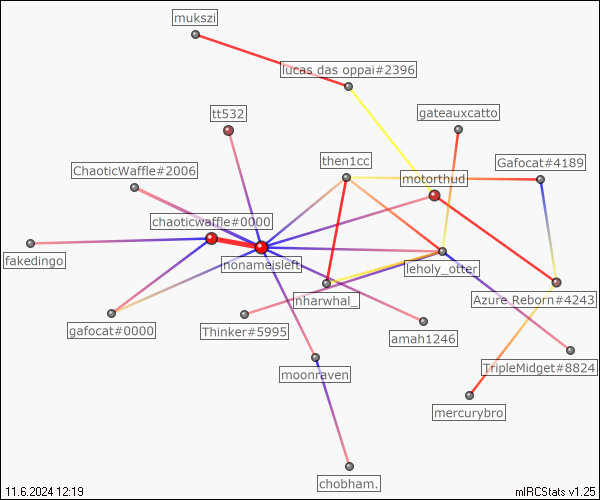 mukszi
lucas das oppai#2396
tt532
gateauxcatto
then1cc
Gafocat#4189
ChaoticWaffle#2006
motorthud
chaoticwaffle#0000
fakedingo
nonameisleft
leholy_otter
nharwhal_
Azure Reborn#4243
gafocat#0000
Thinker#5995
amah1246
TripleMidget#8824
moonraven
mercurybro
chobham.
11.6.2024 12:19
mIRCStats v1.25